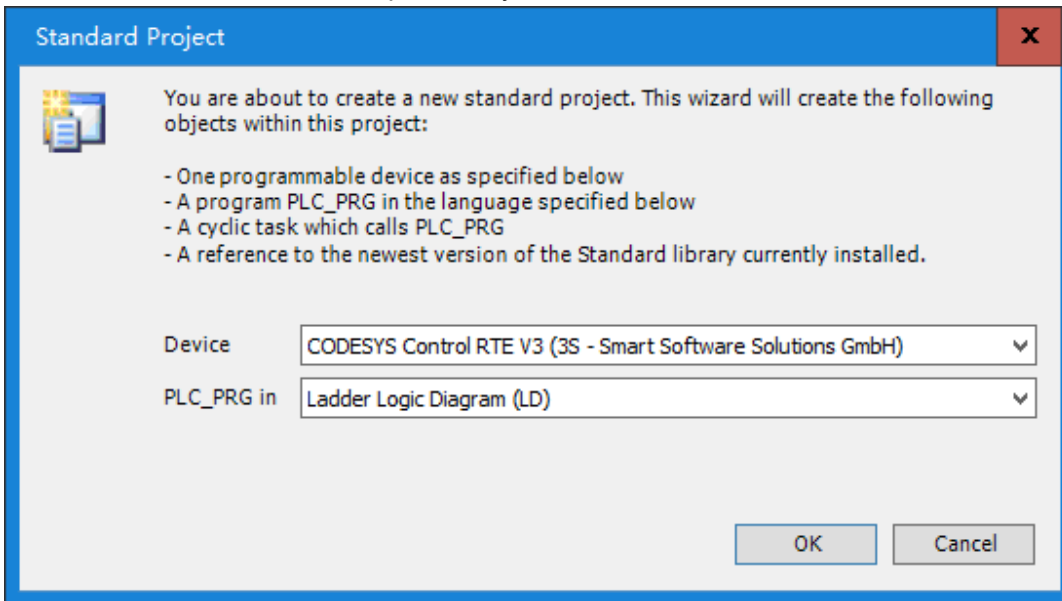 Standard Project
x
You are about to create a new standard project. This wizard will create the following
objects within this project:
- One programmable device as specified below
- A program PLC_PRG in the language specified below
- A cyclic task which calls PLC_PRG
- A reference to the newest version of the Standard library currently installed.
Device CODESYS Control RTE V3 (3S - Smart Software Solutions GmbH)
PLC_PRG in Ladder Logic Diagram (LD)
OK Cancel